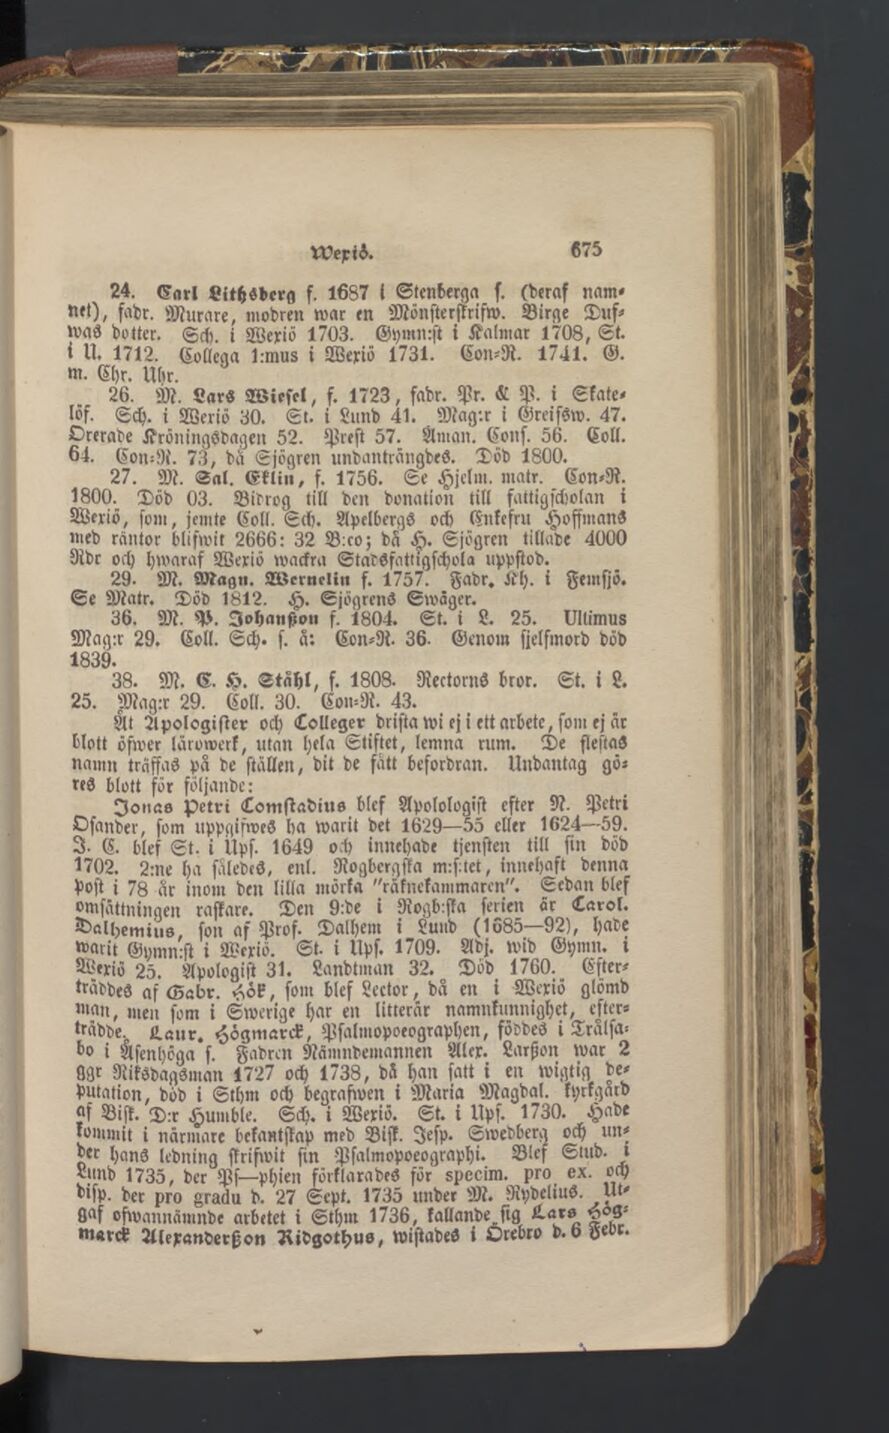 Wexiö. 675
24. Carl Lithsberg f. 1687 i Stenberga s. (deraf nam-
net), fadr. Murare, modren war en Mönsterskrifw. Birge Duf-
was dotter. Sch. i Wexiö 1703. Gymn:st i Kalmar 1708, St.
i U. 1712. Collega 1:mus i Wexiö 1731. Con-R. 1741. G.
m. Chr. Uhr.
26. M. Lars Wiesel, f. 1723, fadr. Pr. & P. i Skate-
löf. Sch. i Wexiö 30. St. i Lund 41. Mag:r i Greifsw. 47.
Orerade Kröningsdagen 52. Prest 57. Aman. Cons. 56. Coll.
64. Con-R. 73, då Sjögren undanträngdes. Död 1800.
27. M. Sal. Eklin, f. 1756. Se Hjelm. matr. Con-R.
1800. Död 03. Bidrog till den donation till fattigscholan i
Wexiö, som, jemte Coll. Sch. Apelbergs och Enkefru Hoffmans
med räntor blifwit 2666: 32 B:co; då H. Sjögren tillade 4000
Rdr och hwaraf Wexiö wackra Stadsfattigschola uppstod.
29. M. Magn. Wernelin f. 1757. Fadr. Kh. i Femsjö.
Se Matr. Död 1812. H. Sjögrens Swåger.
36. M. P. Johanßon f. 1804. St. i L. 25. Ultimus
Mag:r 29. Coll. Sch. s. å: Con-R. 36. Genom sjelfmord död
1839.
38. M. C. H. Ståhl, f. 1808. Rectorns bror. St. i L.
25. Mag:r 29. Coll. 30. Con-R. 43.
At Apologister och Colleger drista wi ej i ett arbete, som ej är
blott öfwer lärowerk, utan hela Stiftet, lemna rum. De flestas
namn träffas på de ställen, dit de fått befordran. Undantag gö-
res blott för följande:
Jonas Petri Comstadius blef Apolologist efter N. Petri
Osander, som uppgifwes ha warit det 1629—55 eller 1624—59.
J. C. blef St. i Ups. 1649 och innehade tjensten till sin död
1702. 2:ne ha således, enl. Rogbergska m:s:tet, innehaft denna
post i 78 år inom den lilla mörka "räknekammaren". Sedan blef
omsättningen raskare. Den 9:de i Rogb:ska serien är Carol.
Dalhemius, son af Prof. Dalhem i Lund (1685—92), hade
warit Gymn:st i Wexiö. St. i Ups. 1709. Adj. wid Gymn. i
Wexiö 25. Apologist 31. Landtman 32. Död 1760. Efter-
träddes af Gabr. Hök, som blef Lector, då en i Wexiö glömd
man, men som i Swerige har en litterär namnkunnighet, efter-
trädde. Laur. Högmarck, Psalmopoeographen, föddes i Trälsa-
bo i Åsenhöga s. Fadren Nämndemannen Alex. Larßon war 2
ggr Riksdagsman 1727 och 1738, då han satt i en wigtig de-
putation, död i Sthm och begrafwen i Maria Magdal. kyrkgård
af Bisk. D:r Humble. Sch. i Wexiö. St. i Ups. 1730. Hade
kommit i närmare bekantskap med Bisk. Jesp. Swedberg och un-
der hans ledning skrifwit sin Psalmopoeographi. Blef Stud. i
Lund 1735, der Ps—phien förklarades för specim. pro ex. och
disp. der pro gradu d. 27 Sept. 1735 under M. Rydelius. Ut-
gaf ofwannämnde arbetet i Sthm 1736, kallande sig Lars Hög-
marck Alexanderßon Ridgothus, wistades i Örebro d. 6 Febr.